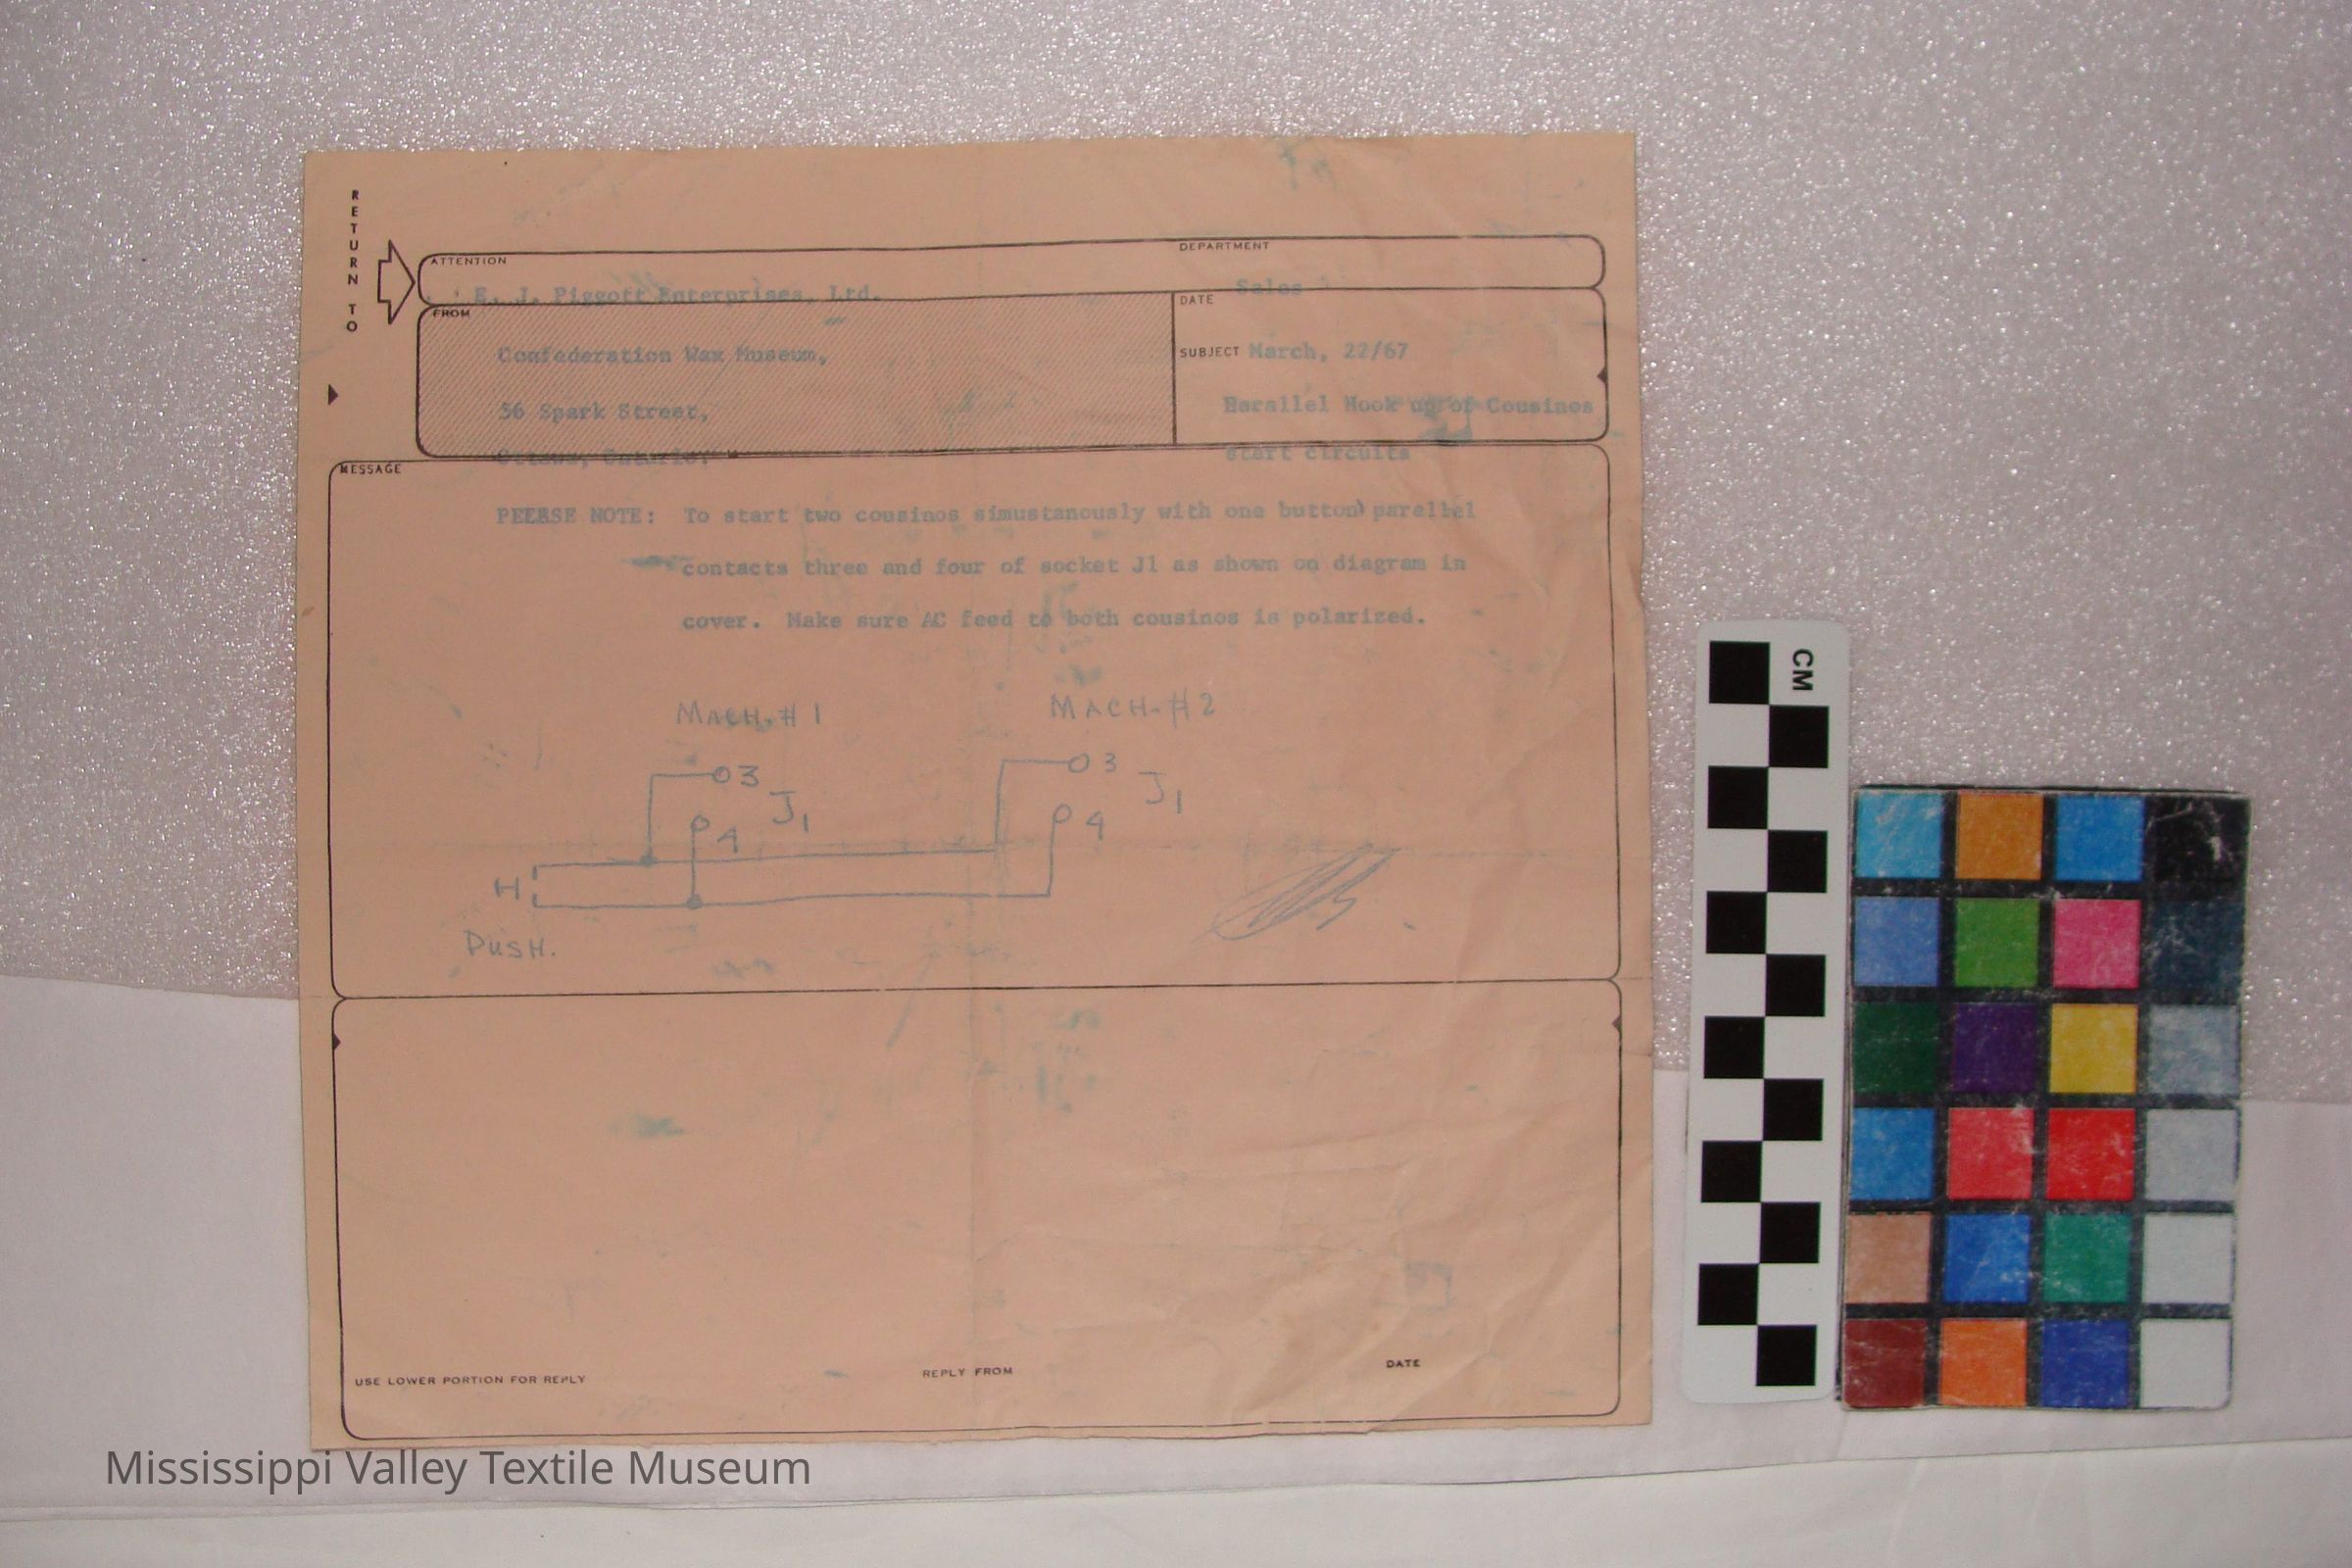 RETURN TO
ATTENTION
DEPARTMENT
E. J. Piggott Enterprises, Ltd.
Sales
FROM
DATE
Confederation Wax Museum,
SUBJECT March, 22/67
56 Spark Street,
Harallel Hook up of Cousinos
Ottawa, Ontario.
start circuits
MESSAGE
PELRSE NOTE: To start two cousinos simustanously with one button) parellel
contacts three and four of socket J1 as shown on diagram in
cover. Make sure AC feed to both cousinos is polarized.
MACH. # 1
MACH. # 2
3
3
J1
J1
4
4
H
PUSH.
USE LOWER PORTION FOR REPLY
REPLY FROM
DATE
CM
Mississippi Valley Textile Museum